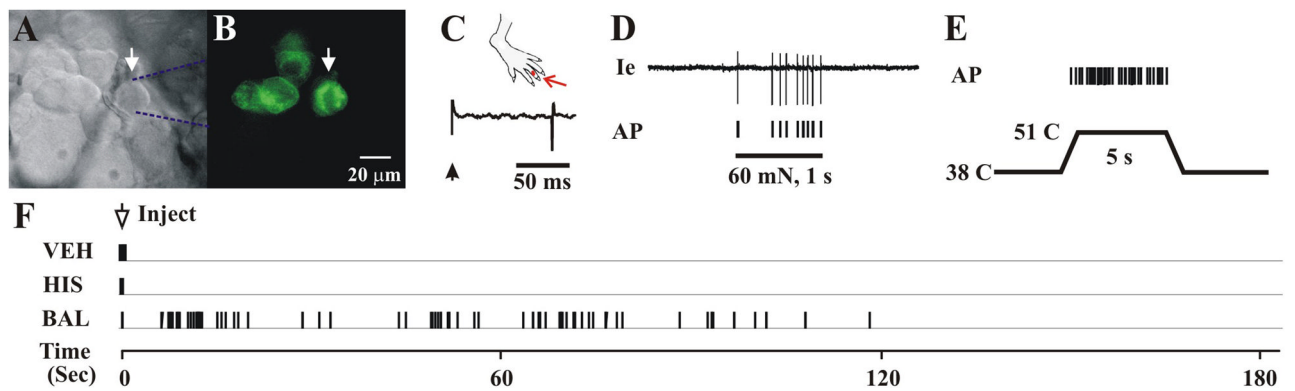 A
B
20 μm
C
50 ms
D
Ie
AP
60 mN, 1 s
E
AP
51 C
5 s
38 C
F
Inject
VEH
HIS
BAL
Time
(Sec)
0
60
120
180